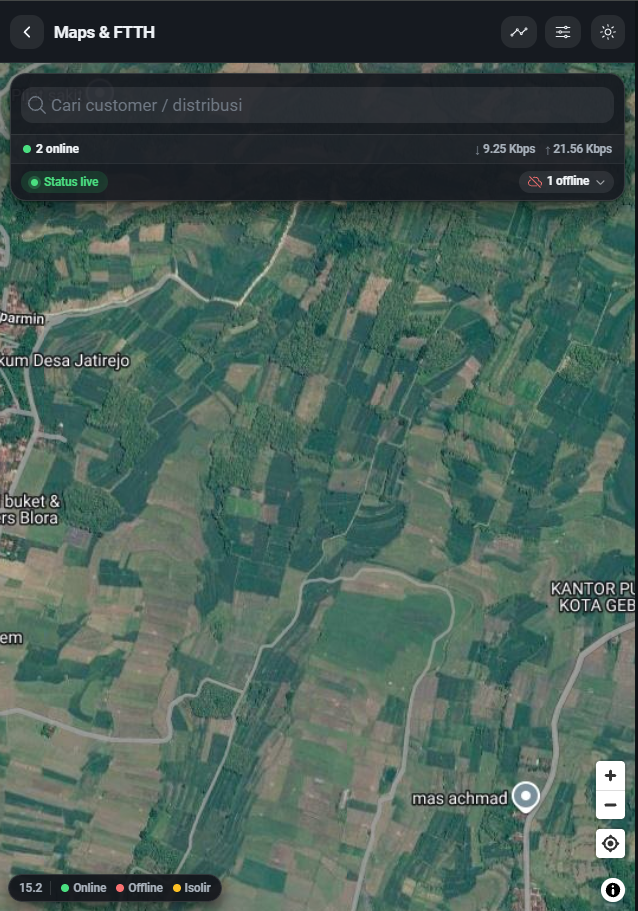 Maps & FTTH
Cari customer / distribusi
2 online
↓ 9.25 Kbps ↑ 21.56 Kbps
Status live
1 offline
parmin
kum Desa Jatirejo
buket &
rs Blora
KANTOR PU
KOTA GEB
em
mas achmad
15.2
Online
Offline
Isolir